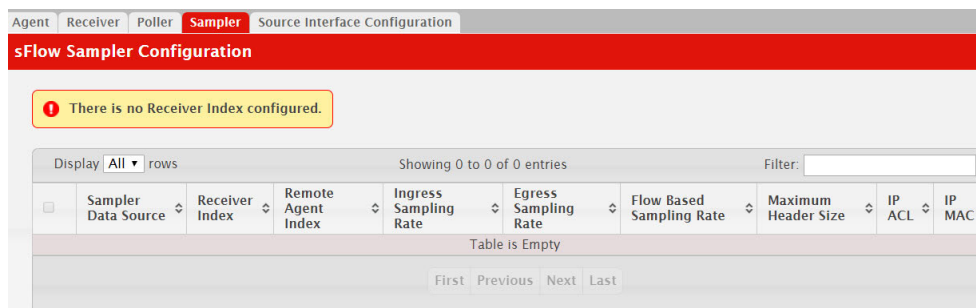 Agent Receiver Poller Sampler Source Interface Configuration
sFlow Sampler Configuration
There is no Receiver Index configured.
Display All rows Showing 0 to 0 of 0 entries Filter:
Sampler Data Source Receiver Index Remote Agent Index Ingress Sampling Rate Egress Sampling Rate Flow Based Sampling Rate Maximum Header Size IP ACL IP MAC
Table is Empty
First Previous Next Last